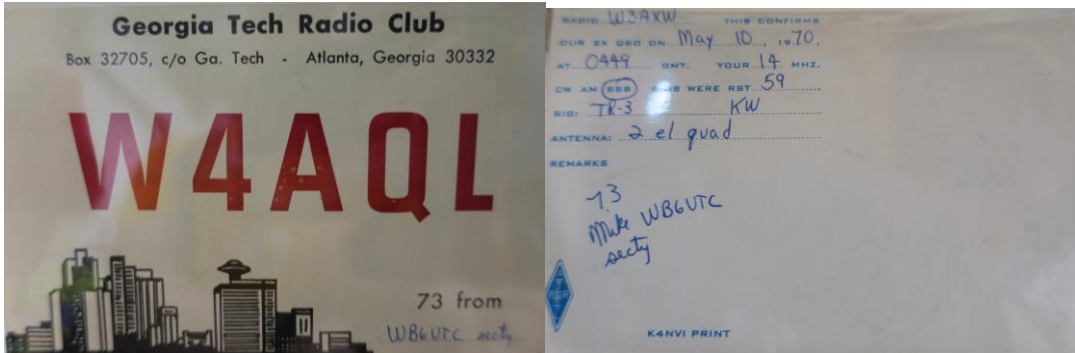 Georgia Tech Radio Club
Box 32705, c/o Ga. Tech - Atlanta, Georgia 30332
W4AQL
73 from
WB6UTC secty
RADIO W3AXW THIS CONFIRMS
OUR SX QSO ON May 10, 1970.
AT 0449 GMT. YOUR 14 MHZ.
CW AM SSB SIGS WERE RST 59
RIG: TR-3 KW
ANTENNA: 2 el quad
REMARKS
73
Mike WB6UTC
secty
K4NVI PRINT